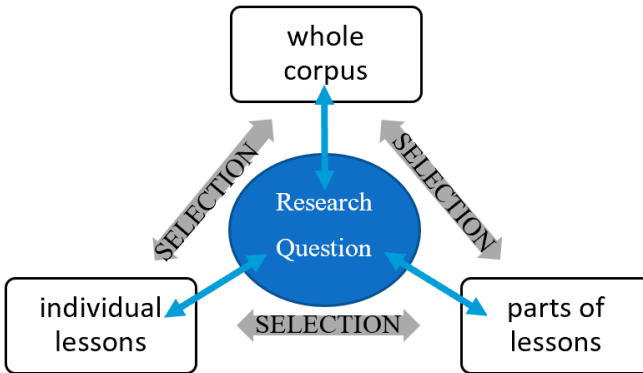 whole
corpus
SELECTION
SELECTION
Research
Question
individual
lessons
SELECTION
parts of
lessons